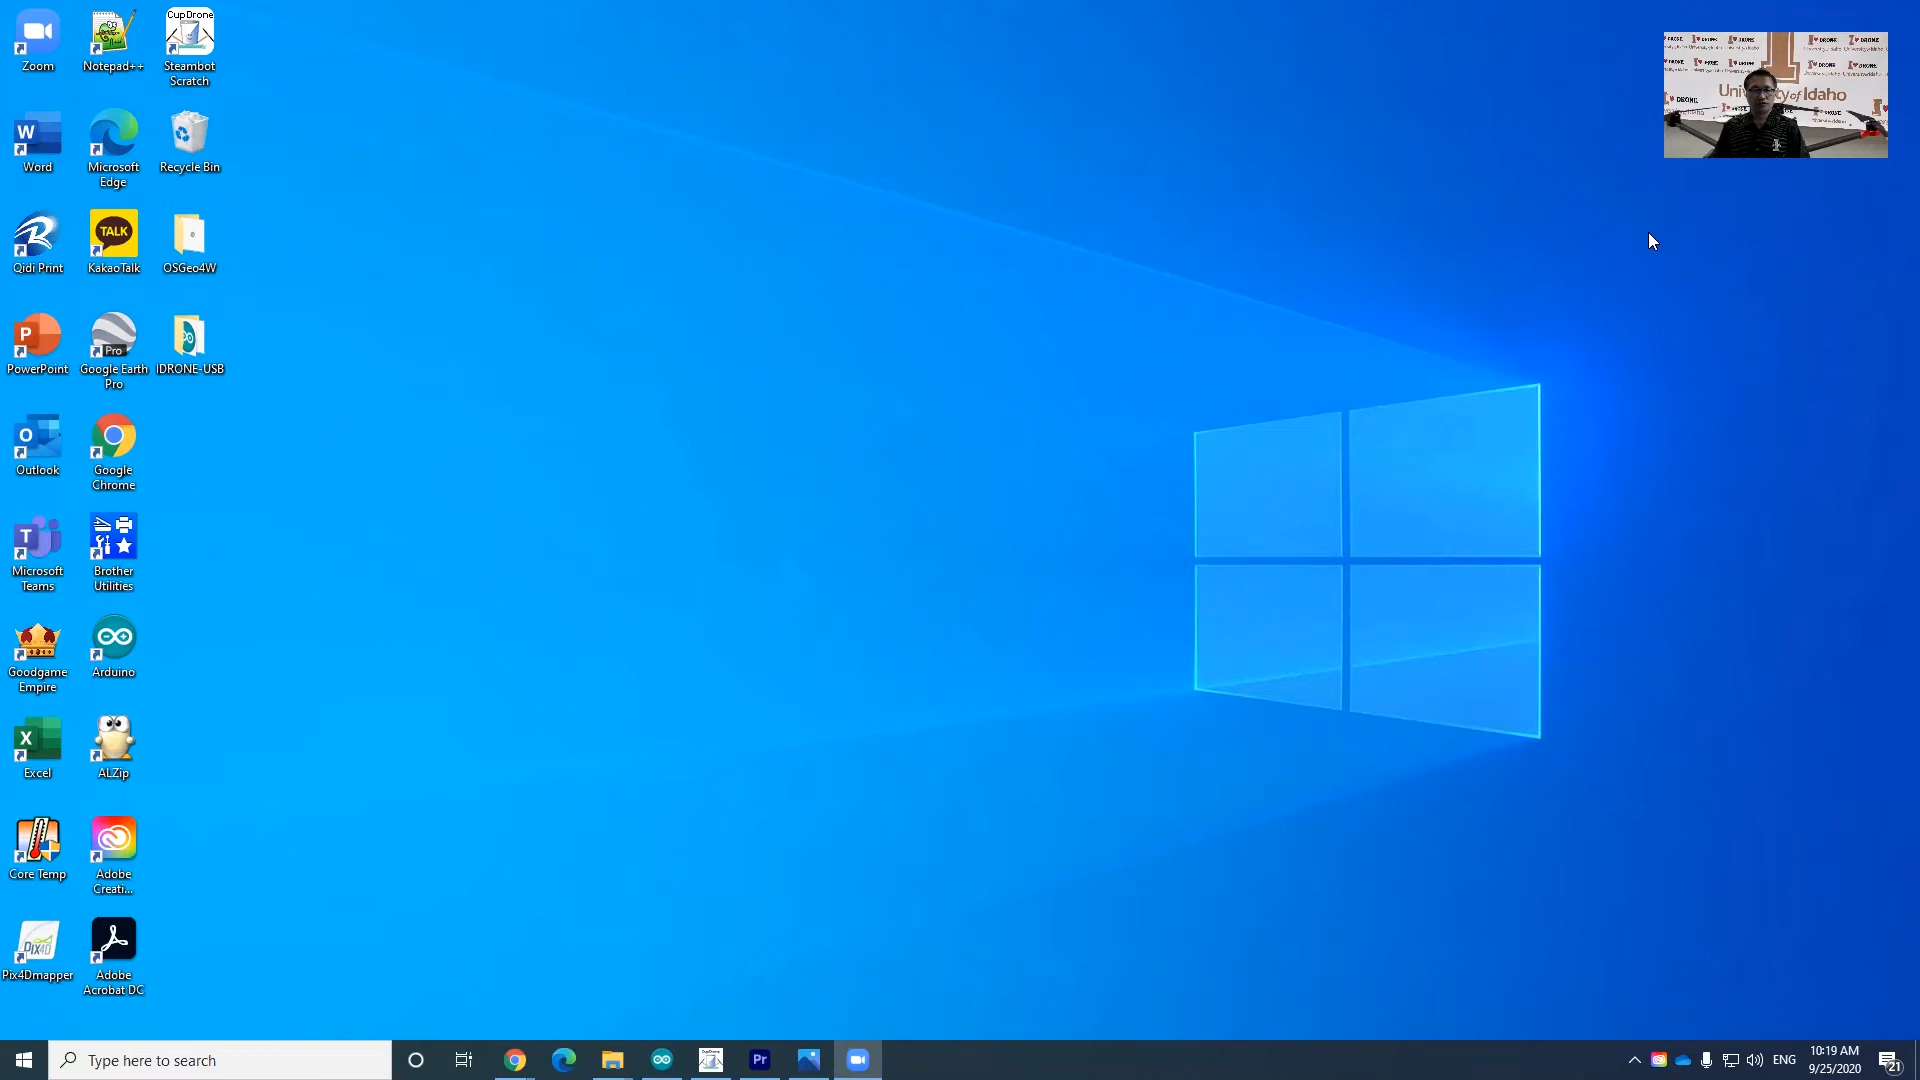 Zoom
Notepad++
CupDrone
Steambot
Scratch
W
Word
Microsoft
Edge
Recycle Bin
Qidi Print
TALK
KakaoTalk
OSGeo4W
P
PowerPoint
Pro
Google Earth
Pro
IDRONE-USB
O
Outlook
Google
Chrome
T
Microsoft
Teams
Brother
Utilities
Goodgame
Empire
Arduino
X
Excel
ALZip
Core Temp
Adobe
Creati...
Pix4Dmapper
Adobe
Acrobat DC
University of Idaho
I DRONE
Type here to search
Pr
ENG
10:19 AM
9/25/2020
21